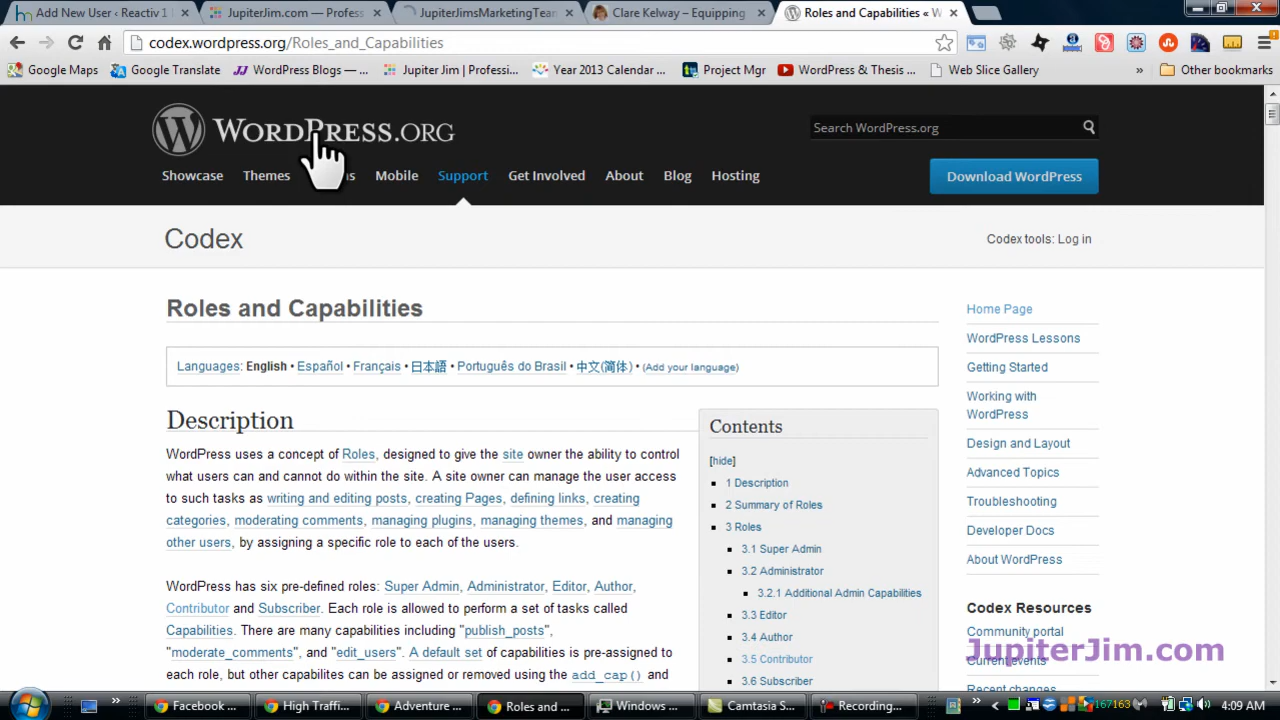 Add New User ‹ Reactiv 1
JupiterJim.com — Profess
JupiterJimsMarketingTeam
Clare Kelway – Equipping
Roles and Capabilities « W
codex.wordpress.org/Roles_and_Capabilities
Google Maps
Google Translate
WordPress Blogs — ...
Jupiter Jim | Professi...
Year 2013 Calendar ...
Project Mgr
WordPress & Thesis ...
Web Slice Gallery
»
Other bookmarks
WORDPRESS.ORG
Search WordPress.org
Showcase
Themes
Mobile
Support
Get Involved
About
Blog
Hosting
Download WordPress
Codex
Codex tools: Log in
Roles and Capabilities
Languages: English • Español • Français • 日本語 • Português do Brasil • 中文(简体) • (Add your language)
Description
WordPress uses a concept of Roles, designed to give the site owner the ability to control
what users can and cannot do within the site. A site owner can manage the user access
to such tasks as writing and editing posts, creating Pages, defining links, creating
categories, moderating comments, managing plugins, managing themes, and managing
other users, by assigning a specific role to each of the users.
WordPress has six pre-defined roles: Super Admin, Administrator, Editor, Author,
Contributor and Subscriber. Each role is allowed to perform a set of tasks called
Capabilities. There are many capabilities including "publish_posts",
"moderate_comments", and "edit_users". A default set of capabilities is pre-assigned to
each role, but other capabilities can be assigned or removed using the add_cap() and
Contents
[hide]
1 Description
2 Summary of Roles
3 Roles
3.1 Super Admin
3.2 Administrator
3.2.1 Additional Admin Capabilities
3.3 Editor
3.4 Author
3.5 Contributor
3.6 Subscriber
Home Page
WordPress Lessons
Getting Started
Working with
WordPress
Design and Layout
Advanced Topics
Troubleshooting
Developer Docs
About WordPress
Codex Resources
Community portal
Current events
Recent changes
JupiterJim.com
Facebook ...
High Traffi...
Adventure ...
Roles and ...
Windows ...
Camtasia S...
Recording...
167163
4:09 AM